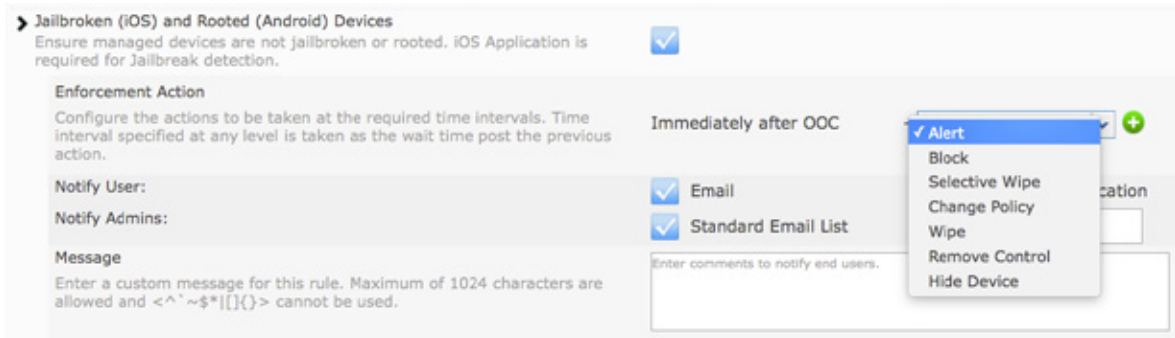 Jailbroken (iOS) and Rooted (Android) Devices
Ensure managed devices are not jailbroken or rooted. iOS Application is
required for Jailbreak detection.
Enforcement Action
Configure the actions to be taken at the required time intervals. Time
interval specified at any level is taken as the wait time post the previous
action.
Immediately after OOC
Alert
Block
Selective Wipe
Change Policy
Wipe
Remove Control
Hide Device
Notify User:
Email
cation
Notify Admins:
Standard Email List
Message
Enter a custom message for this rule. Maximum of 1024 characters are
allowed and <^`~$*|[]{}> cannot be used.
Enter comments to notify end users.